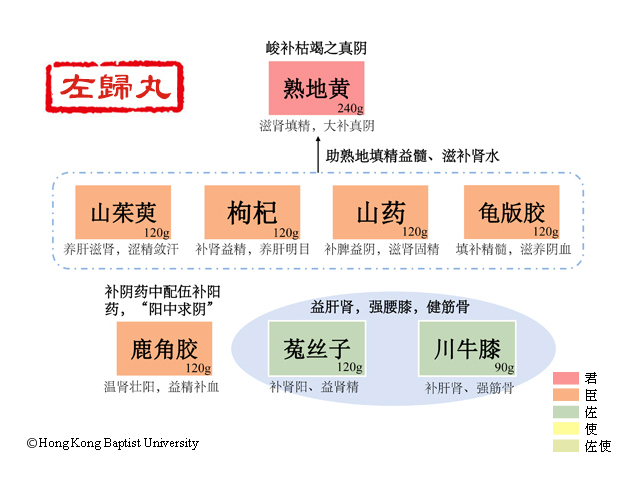 峻补枯竭之真阴
左歸丸
熟地黄
240g
滋肾填精，大补真阴
助熟地填精益髓、滋补肾水
山茱萸
120g
养肝滋肾，涩精敛汗
枸杞
120g
补肾益精，养肝明目
山药
120g
补脾益阴，滋肾固精
龟版胶
120g
填补精髓，滋养阴血
补阴药中配伍补阳
药，“阳中求阴”
鹿角胶
120g
温肾壮阳，益精补血
益肝肾，强腰膝，健筋骨
菟丝子
120g
补肾阳、益肾精
川牛膝
90g
补肝肾、强筋骨
君
臣
佐
使
佐使
©Hong Kong Baptist University